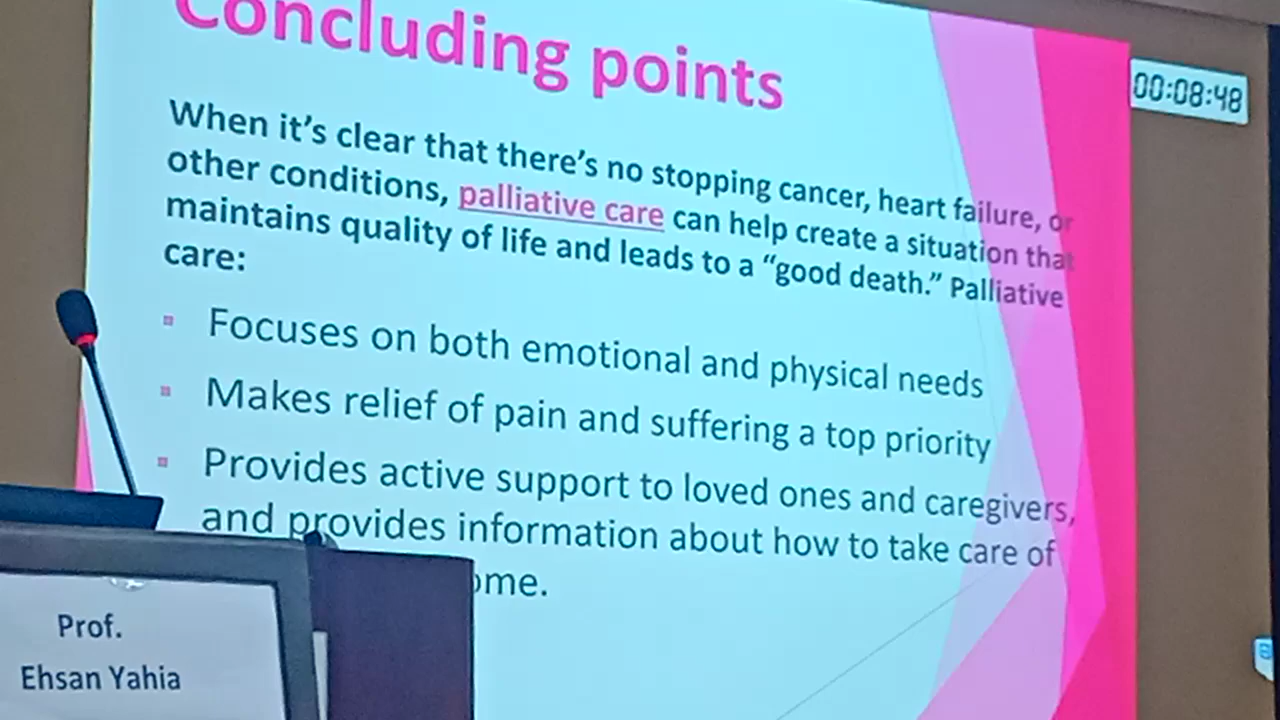 Concluding points
00:08:48
When it's clear that there's no stopping cancer, heart failure, or
other conditions, palliative care can help create a situation that
maintains quality of life and leads to a “good death.” Palliative
care:
Focuses on both emotional and physical needs
Makes relief of pain and suffering a top priority
Provides active support to loved ones and caregivers,
and provides information about how to take care of
ome.
Prof.
Ehsan Yahia